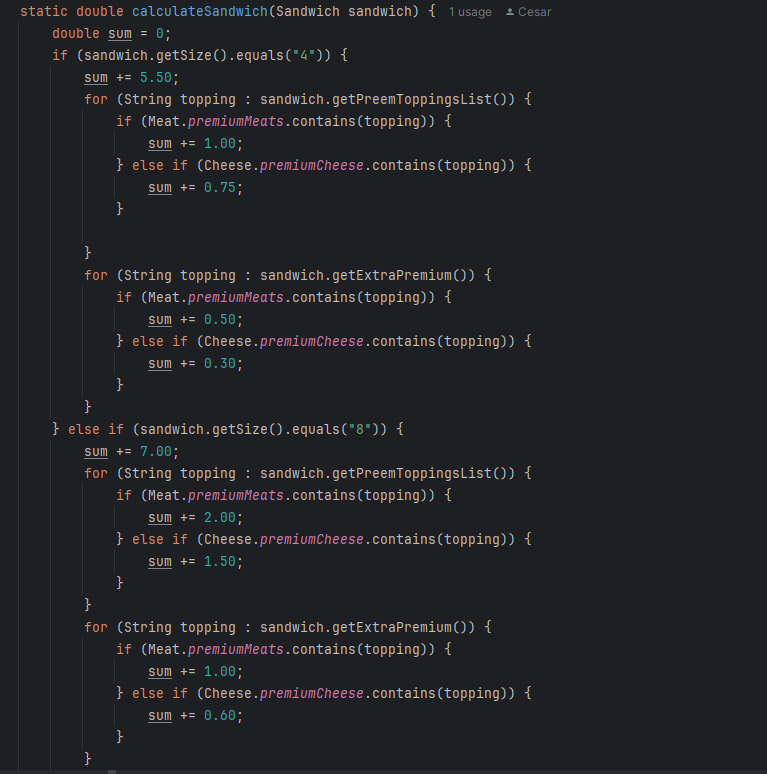 static double calculateSandwich(Sandwich sandwich) { 1 usage Cesar
    double sum = 0;
    if (sandwich.getSize().equals("4")) {
        sum += 5.50;
        for (String topping : sandwich.getPreemToppingsList()) {
            if (Meat.premiumMeats.contains(topping)) {
                sum += 1.00;
            } else if (Cheese.premiumCheese.contains(topping)) {
                sum += 0.75;
            }
        }
        for (String topping : sandwich.getExtraPremium()) {
            if (Meat.premiumMeats.contains(topping)) {
                sum += 0.50;
            } else if (Cheese.premiumCheese.contains(topping)) {
                sum += 0.30;
            }
        }
    } else if (sandwich.getSize().equals("8")) {
        sum += 7.00;
        for (String topping : sandwich.getPreemToppingsList()) {
            if (Meat.premiumMeats.contains(topping)) {
                sum += 2.00;
            } else if (Cheese.premiumCheese.contains(topping)) {
                sum += 1.50;
            }
        }
        for (String topping : sandwich.getExtraPremium()) {
            if (Meat.premiumMeats.contains(topping)) {
                sum += 1.00;
            } else if (Cheese.premiumCheese.contains(topping)) {
                sum += 0.60;
            }
        }